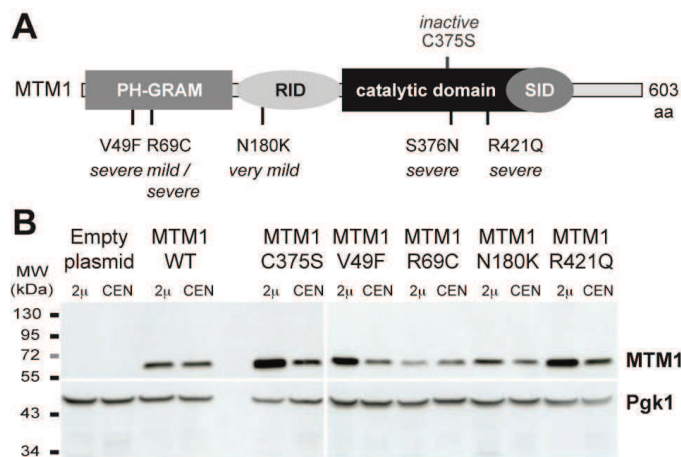 A
inactive
C375S
MTM1
PH-GRAM
RID
catalytic domain
SID
603
aa
V49F R69C
N180K
S376N
R421Q
severe mild /
severe
very mild
severe
severe
B
Empty
plasmid
MTM1
WT
MTM1
C375S
MTM1
V49F
MTM1
R69C
MTM1
N180K
MTM1
R421Q
MW
(kDa)
2μ CEN 2μ CEN 2μ CEN 2μ CEN 2μ CEN 2μ CEN 2μ CEN
130
95
72
55
MTM1
43
34
Pgk1